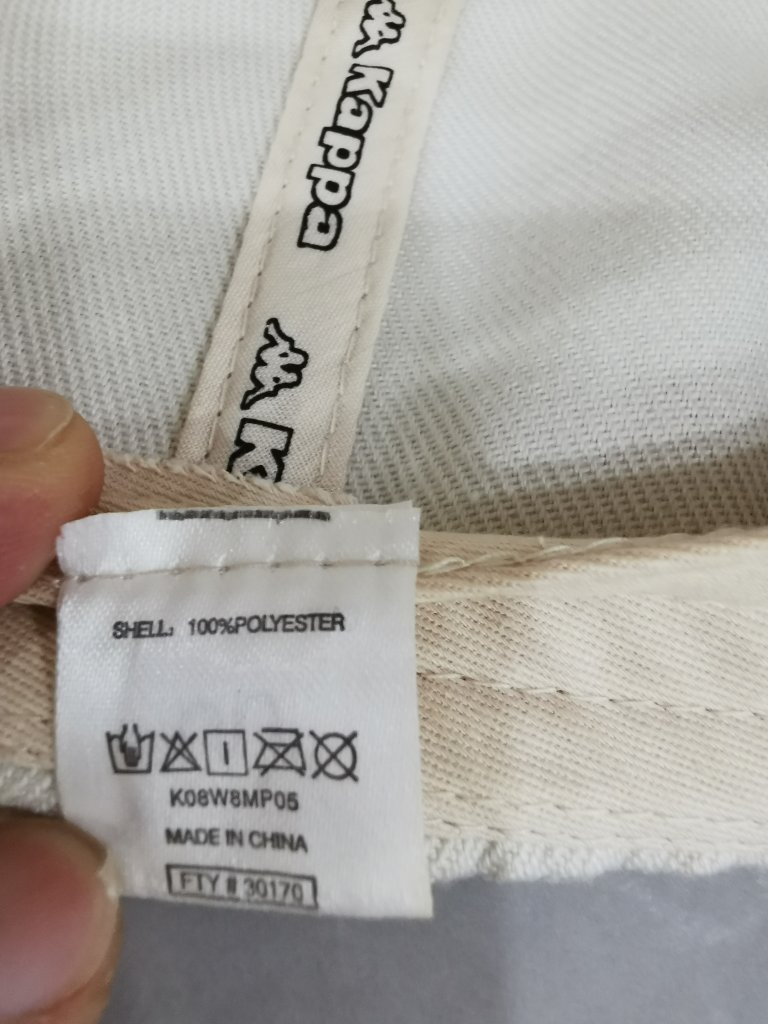 Kappa
K
SHELL: 100%POLYESTER
K08W8MP05
MADE IN CHINA
FTY # 30170